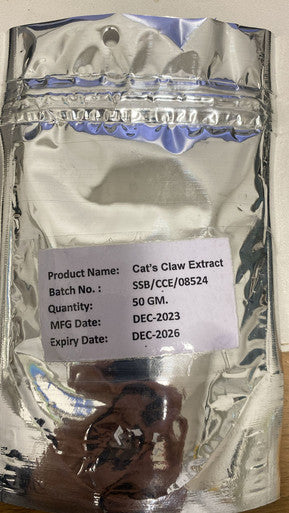 Product Name: Cat's Claw Extract
Batch No. : SSB/CCE/08524
Quantity: 50 GM.
MFG Date: DEC-2023
Expiry Date: DEC-2026